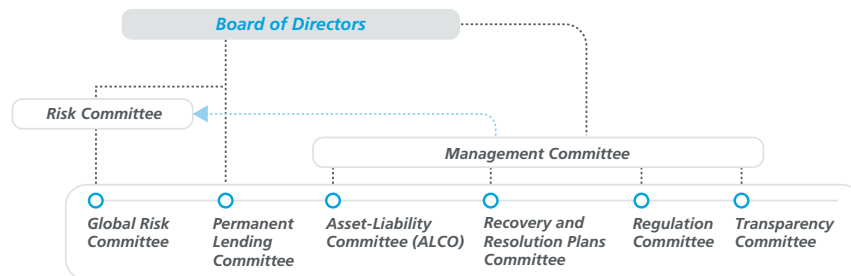 Board of Directors
Risk Committee
Management Committee
Global Risk
Committee
Permanent
Lending
Committee
Asset-Liability
Committee (ALCO)
Recovery and
Resolution Plans
Committee
Regulation
Committee
Transparency
Committee